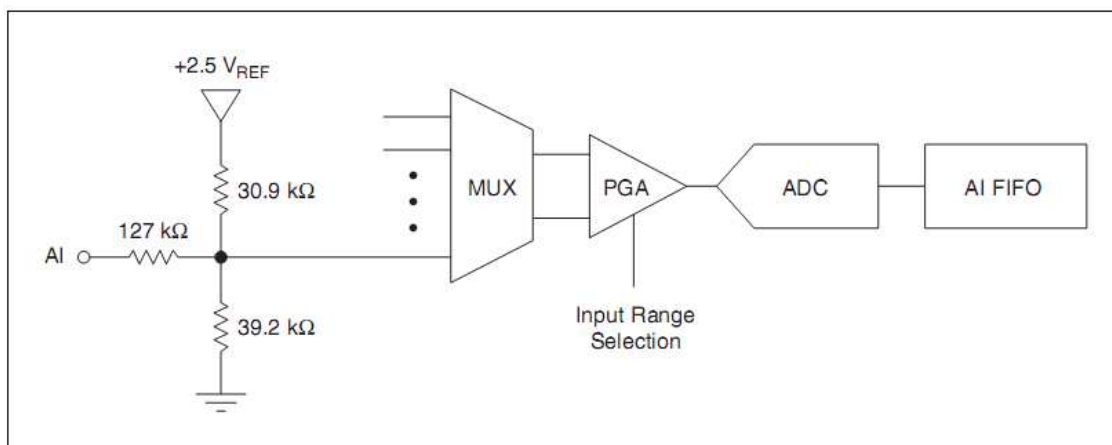 +2.5 VREF
30.9 kΩ
127 kΩ
AI
39.2 kΩ
MUX
PGA
ADC
AI FIFO
Input Range
Selection